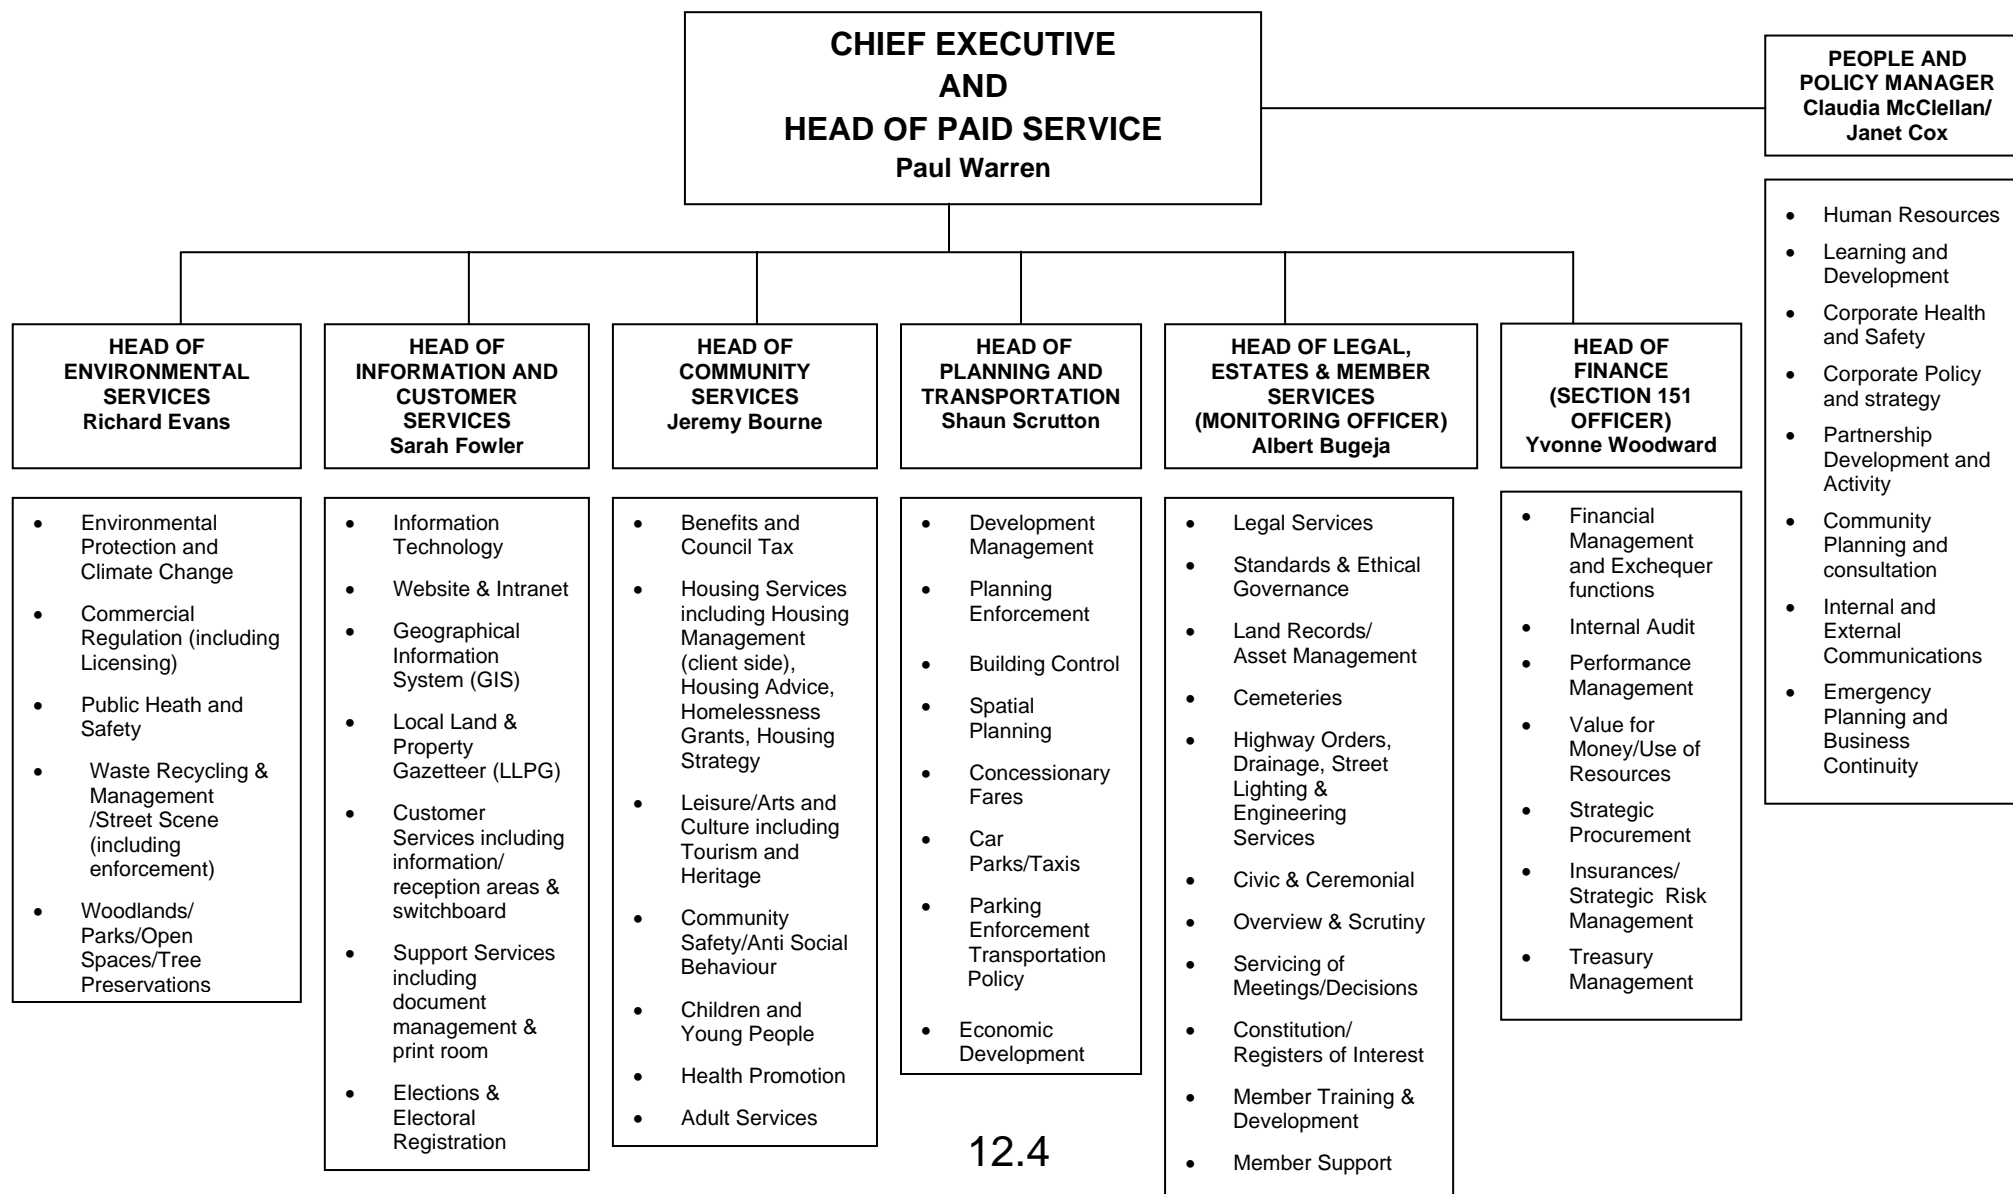 CHIEF EXECUTIVE
AND
HEAD OF PAID SERVICE
Paul Warren
PEOPLE AND
POLICY MANAGER
Claudia McClellan/
Janet Cox
• Human Resources
• Learning and
Development
• Corporate Health
and Safety
• Corporate Policy
and strategy
• Partnership
Development and
Activity
• Community
Planning and
consultation
• Internal and
External
Communications
• Emergency
Planning and
Business
Continuity
HEAD OF
ENVIRONMENTAL
SERVICES
Richard Evans
• Environmental
Protection and
Climate Change
• Commercial
Regulation (including
Licensing)
• Public Heath and
Safety
• Waste Recycling &
Management
/Street Scene
(including
enforcement)
• Woodlands/
Parks/Open
Spaces/Tree
Preservations
HEAD OF
INFORMATION AND
CUSTOMER
SERVICES
Sarah Fowler
• Information
Technology
• Website & Intranet
• Geographical
Information
System (GIS)
• Local Land &
Property
Gazetteer (LLPG)
• Customer
Services including
information/
reception areas &
switchboard
• Support Services
including
document
management &
print room
• Elections &
Electoral
Registration
HEAD OF
COMMUNITY
SERVICES
Jeremy Bourne
• Benefits and
Council Tax
• Housing Services
including Housing
Management
(client side),
Housing Advice,
Homelessness
Grants, Housing
Strategy
• Leisure/Arts and
Culture including
Tourism and
Heritage
• Community
Safety/Anti Social
Behaviour
• Children and
Young People
• Health Promotion
• Adult Services
HEAD OF
PLANNING AND
TRANSPORTATION
Shaun Scrutton
• Development
Management
• Planning
Enforcement
• Building Control
• Spatial
Planning
• Concessionary
Fares
• Car
Parks/Taxis
• Parking
Enforcement
Transportation
Policy
• Economic
Development
HEAD OF LEGAL,
ESTATES & MEMBER
SERVICES
(MONITORING OFFICER)
Albert Bugeja
• Legal Services
• Standards & Ethical
Governance
• Land Records/
Asset Management
• Cemeteries
• Highway Orders,
Drainage, Street
Lighting &
Engineering
Services
• Civic & Ceremonial
• Overview & Scrutiny
• Servicing of
Meetings/Decisions
• Constitution/
Registers of Interest
• Member Training &
Development
• Member Support
HEAD OF
FINANCE
(SECTION 151
OFFICER)
Yvonne Woodward
• Financial
Management
and Exchequer
functions
• Internal Audit
• Performance
Management
• Value for
Money/Use of
Resources
• Strategic
Procurement
• Insurances/
Strategic Risk
Management
• Treasury
Management
12.4